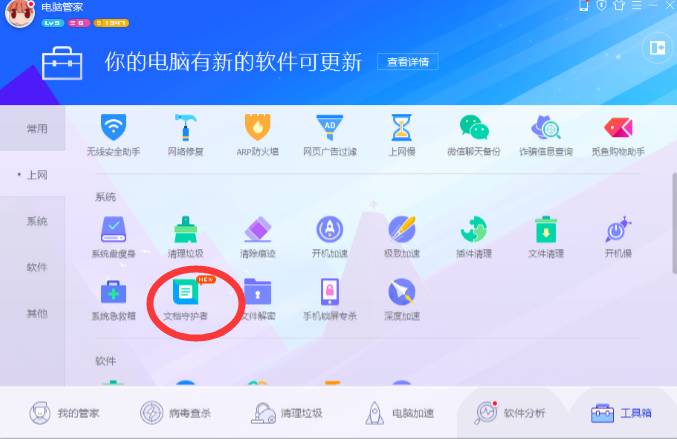 电脑管家
你的电脑有新的软件可更新
查看详情
常用
上网
系统
软件
其他
无线安全助手 网络修复 ARP防火墙 网页广告过滤 上网慢 微信聊天备份 诈骗信息查询 觅鱼购物助手
系统
系统盘瘦身 清理垃圾 清除痕迹 开机加速 极致加速 插件清理 文件清理 开机慢
NEW
系统急救箱 文档守护者 文件解密 手机锁屏专杀 深度加速
软件
我的管家 病毒查杀 清理垃圾 电脑加速 软件分析 工具箱